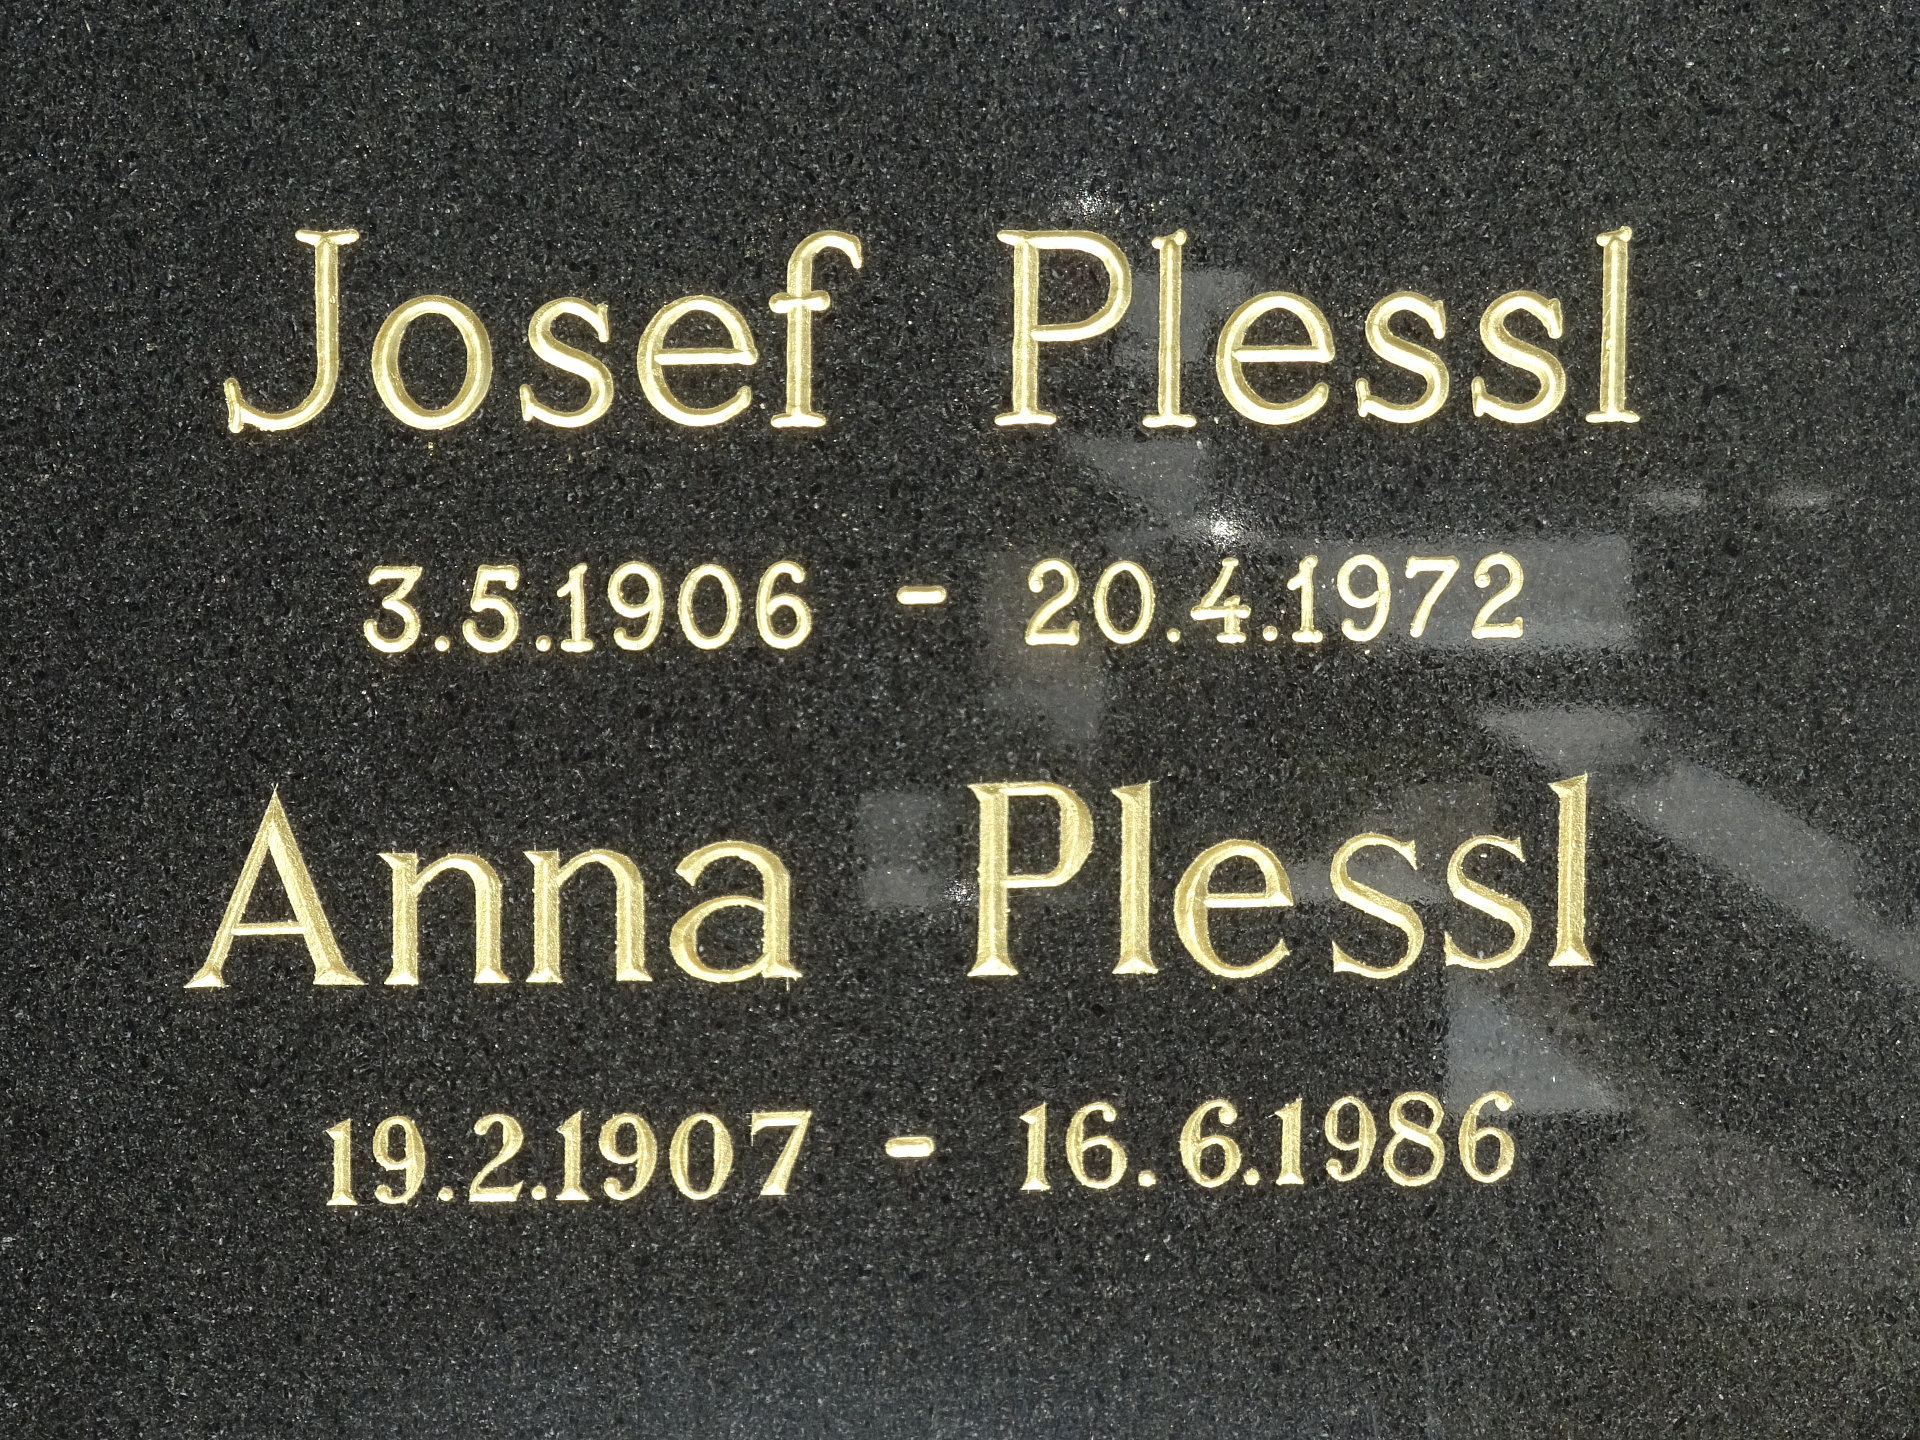 Josef Plessl
3.5.1906 - 20.4.1972
Anna Plessl
19.2.1907 - 16.6.1986